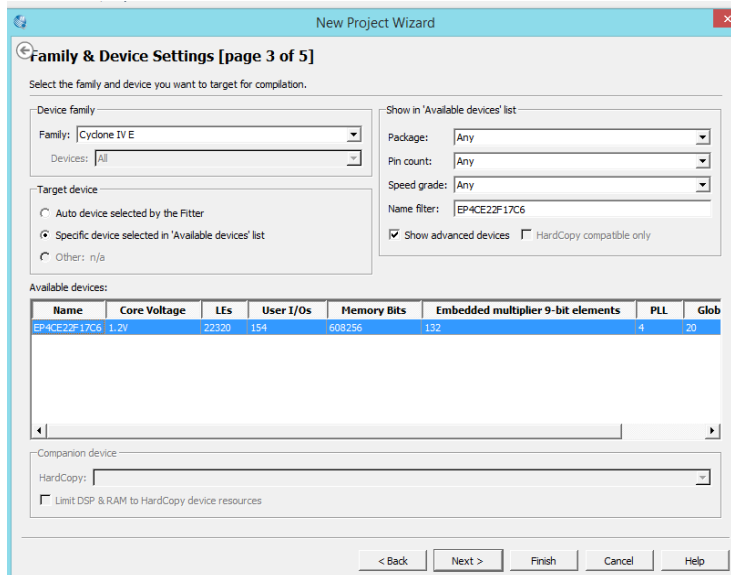 New Project Wizard
Family & Device Settings [page 3 of 5]
Select the family and device you want to target for compilation.
Device family
Family: Cyclone IV E
Devices: All
Target device
Auto device selected by the Fitter
Specific device selected in 'Available devices' list
Other: n/a
Show in 'Available devices' list
Package: Any
Pin count: Any
Speed grade: Any
Name filter: EP4CE22F17C6
Show advanced devices HardCopy compatible only
Available devices:
Name Core Voltage LEs User I/Os Memory Bits Embedded multiplier 9-bit elements PLL Glob
EP4CE22F17C6 1.2V 22320 154 608256 132 4 20
Companion device
HardCopy:
Limit DSP & RAM to HardCopy device resources
< Back Next > Finish Cancel Help